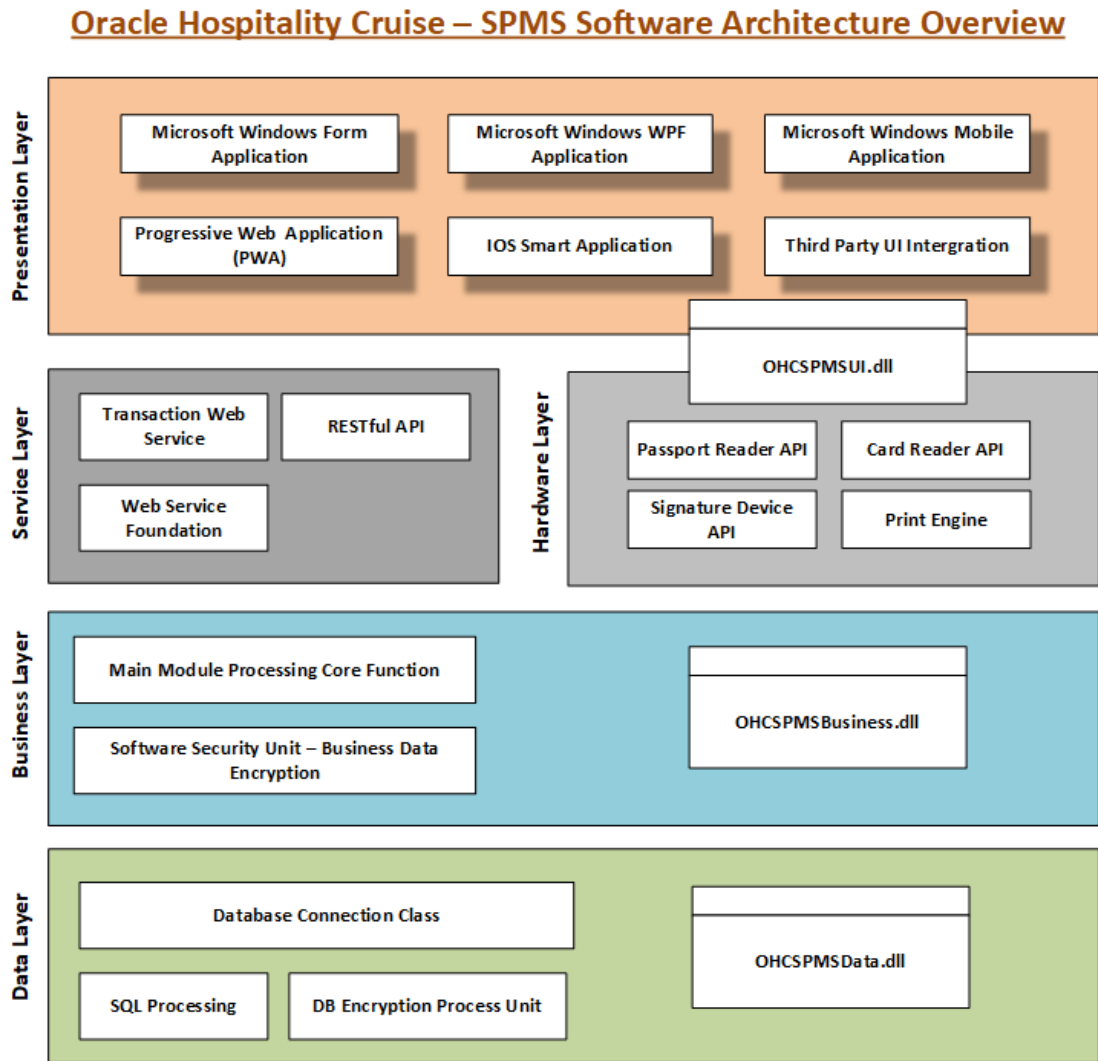 Oracle Hospitality Cruise – SPMS Software Architecture Overview
Presentation Layer
Microsoft Windows Form
Application
Microsoft Windows WPF
Application
Microsoft Windows Mobile
Application
Progressive Web Application
(PWA)
IOS Smart Application
Third Party UI Intergration
OHCSPMSUI.dll
Service Layer
Transaction Web
Service
RESTful API
Web Service
Foundation
Hardware Layer
Passport Reader API
Card Reader API
Signature Device
API
Print Engine
Business Layer
Main Module Processing Core Function
Software Security Unit – Business Data
Encryption
OHCSPMSBusiness.dll
Data Layer
Database Connection Class
SQL Processing
DB Encryption Process Unit
OHCSPMSData.dll